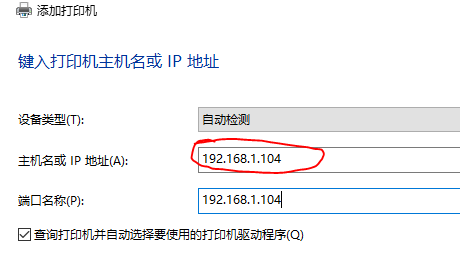 添加打印机
键入打印机主机名或 IP 地址
设备类型(T): 自动检测
主机名或 IP 地址(A): 192.168.1.104
端口名称(P): 192.168.1.104
查询打印机并自动选择要使用的打印机驱动程序(Q)